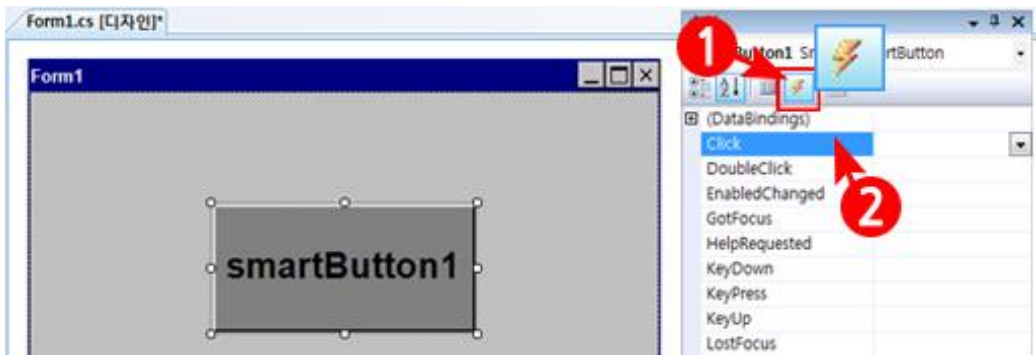 Form1.cs [디자인]*
Form1
smartButton1
1
rtButton
(DataBindings)
Click
2
DoubleClick
EnabledChanged
GotFocus
HelpRequested
KeyDown
KeyPress
KeyUp
LostFocus